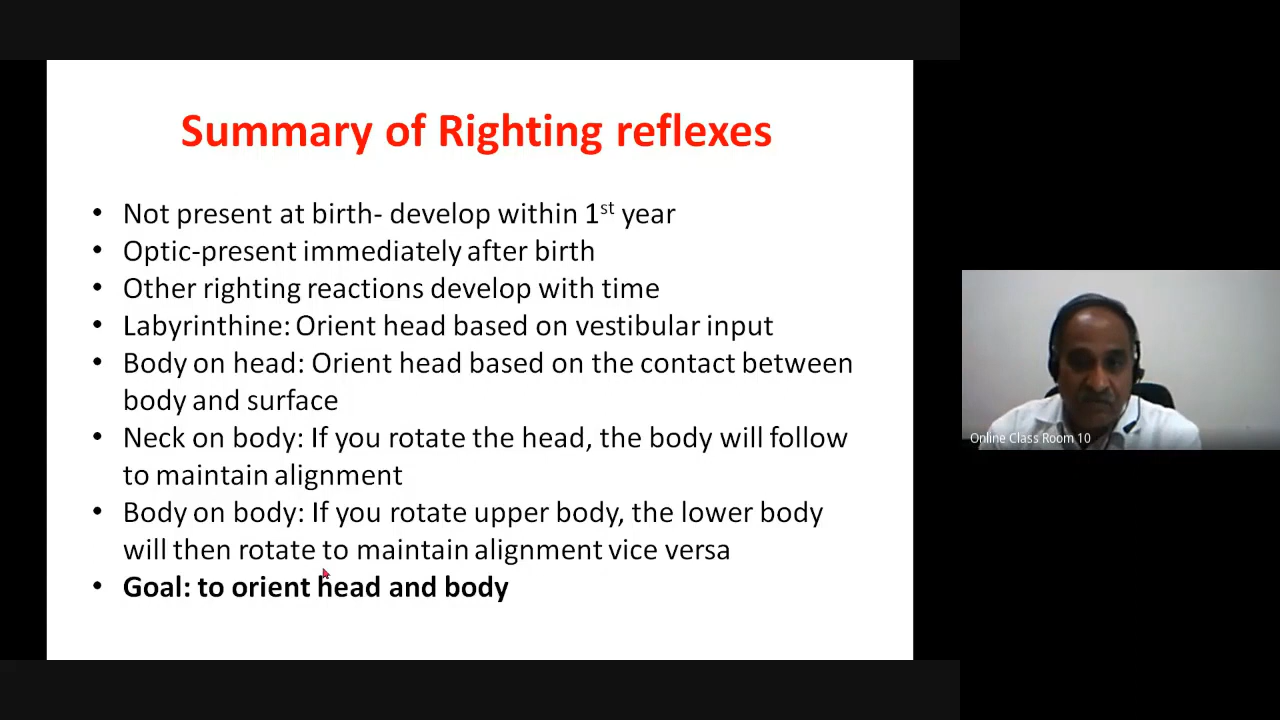 Summary of Righting reflexes
• Not present at birth- develop within 1st year
• Optic-present immediately after birth
• Other righting reactions develop with time
• Labyrinthine: Orient head based on vestibular input
• Body on head: Orient head based on the contact between
body and surface
• Neck on body: If you rotate the head, the body will follow
to maintain alignment
• Body on body: If you rotate upper body, the lower body
will then rotate to maintain alignment vice versa
• Goal: to orient head and body
Online Class Room 10